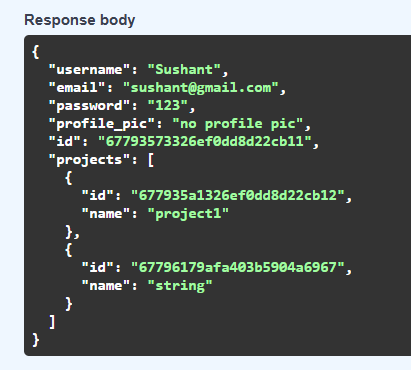 Response body
{
  "username": "Sushant",
  "email": "sushant@gmail.com",
  "password": "123",
  "profile_pic": "no profile pic",
  "id": "67793573326ef0dd8d22cb11",
  "projects": [
    {
      "id": "677935a1326ef0dd8d22cb12",
      "name": "project1"
    },
    {
      "id": "67796179afa403b5904a6967",
      "name": "string"
    }
  ]
}